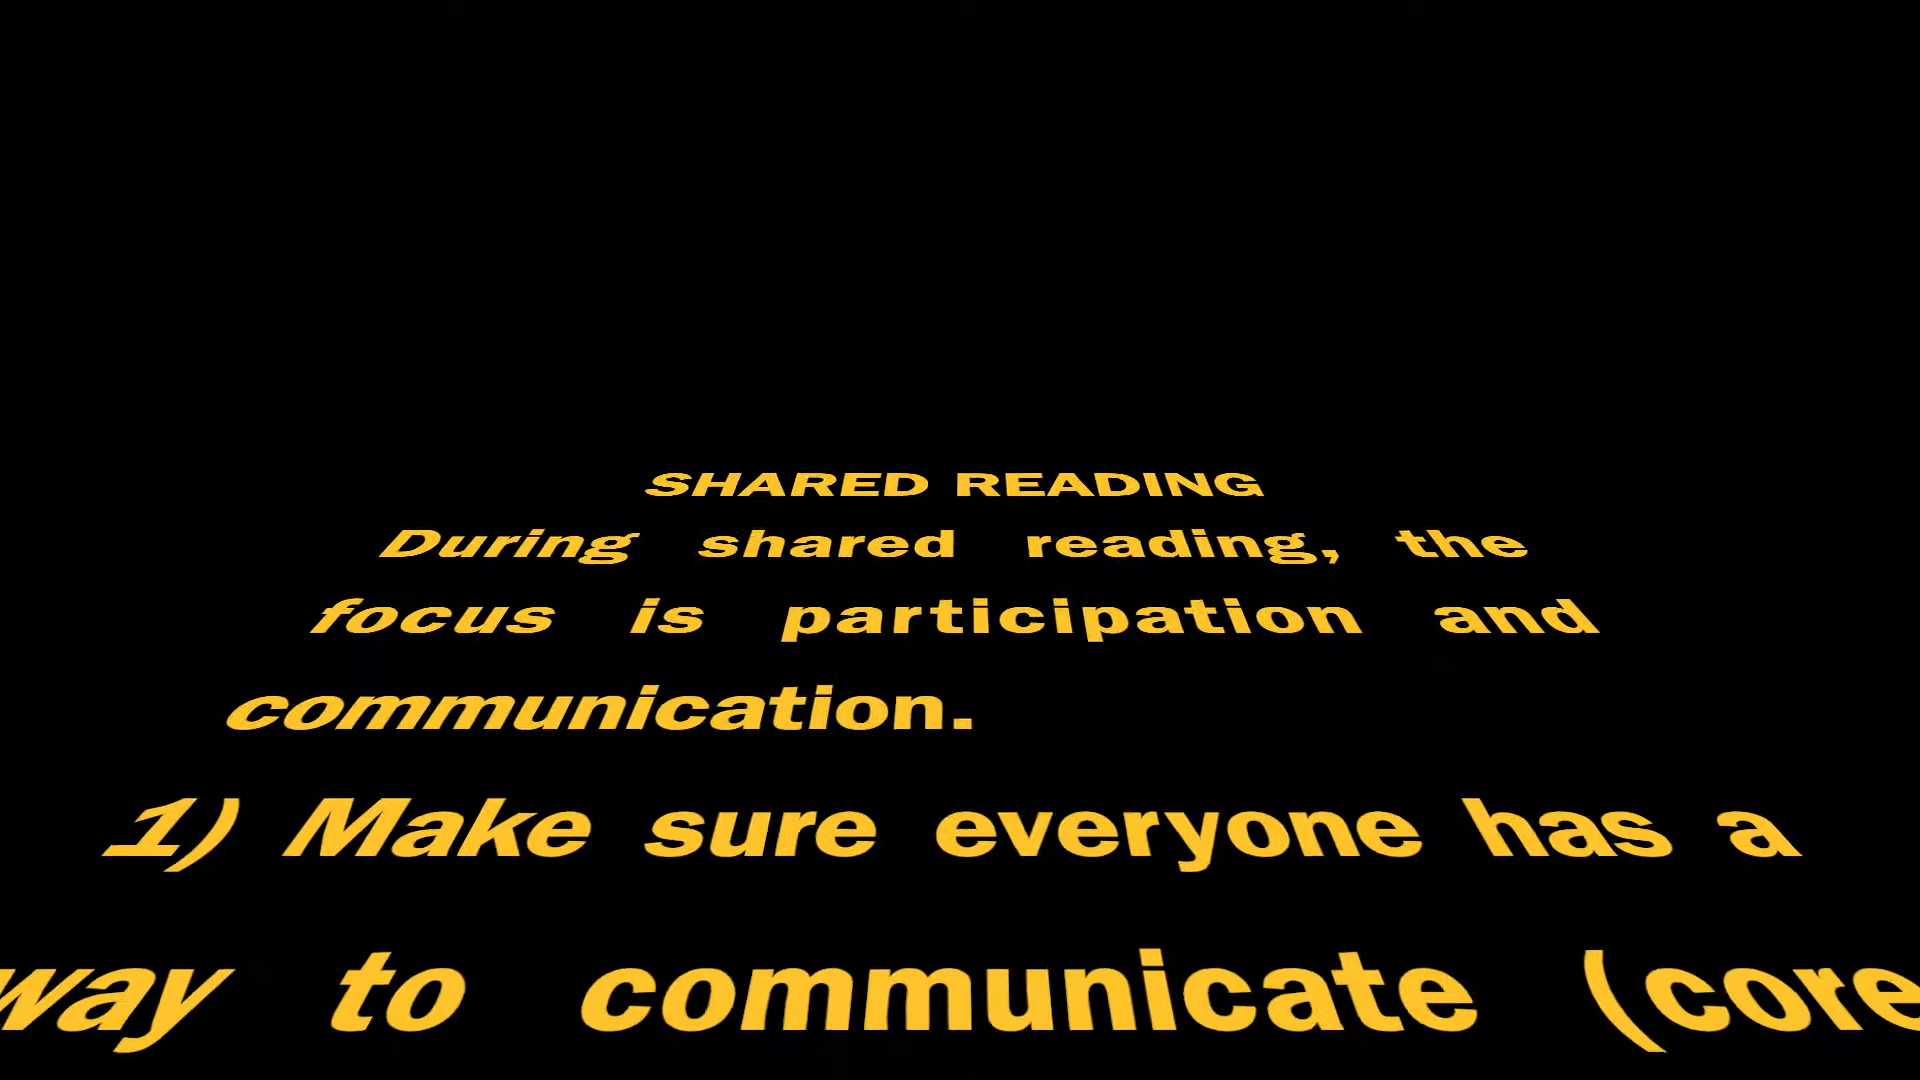 SHARED READING
During shared reading, the
focus is participation and
communication.
1) Make sure everyone has a
way to communicate (core